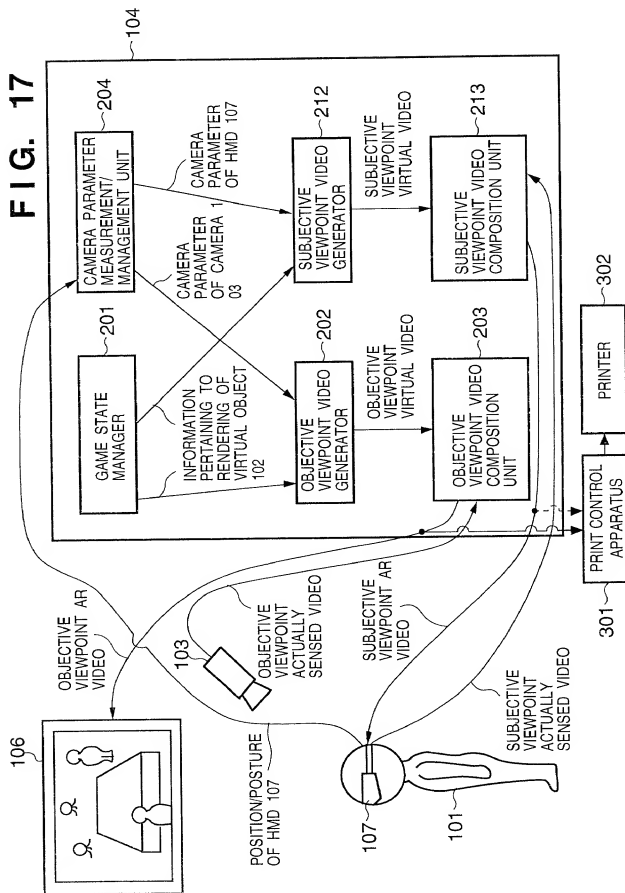 FIG. 17
104
204
CAMERA PARAMETER
MEASUREMENT/
MANAGEMENT UNIT
201
GAME STATE
MANAGER
CAMERA
PARAMETER
OF HMD 107
CAMERA
PARAMETER
OF CAMERA 1
03
INFORMATION
PERTAINING TO
RENDERING OF
VIRTUAL OBJECT
102
212
SUBJECTIVE
VIEWPOINT VIDEO
GENERATOR
202
OBJECTIVE
VIEWPOINT VIDEO
GENERATOR
SUBJECTIVE
VIEWPOINT
VIRTUAL VIDEO
OBJECTIVE
VIEWPOINT
VIRTUAL VIDEO
213
SUBJECTIVE
VIEWPOINT VIDEO
COMPOSITION UNIT
203
OBJECTIVE
VIEWPOINT VIDEO
COMPOSITION
UNIT
302
PRINTER
PRINT CONTROL
APPARATUS
301
106
OBJECTIVE
VIEWPOINT AR
VIDEO
103
OBJECTIVE
VIEWPOINT
ACTUALLY
SENSED VIDEO
POSITION/POSTURE
OF HMD 107
SUBJECTIVE
VIEWPOINT AR
VIDEO
SUBJECTIVE
VIEWPOINT
ACTUALLY
SENSED VIDEO
107
101